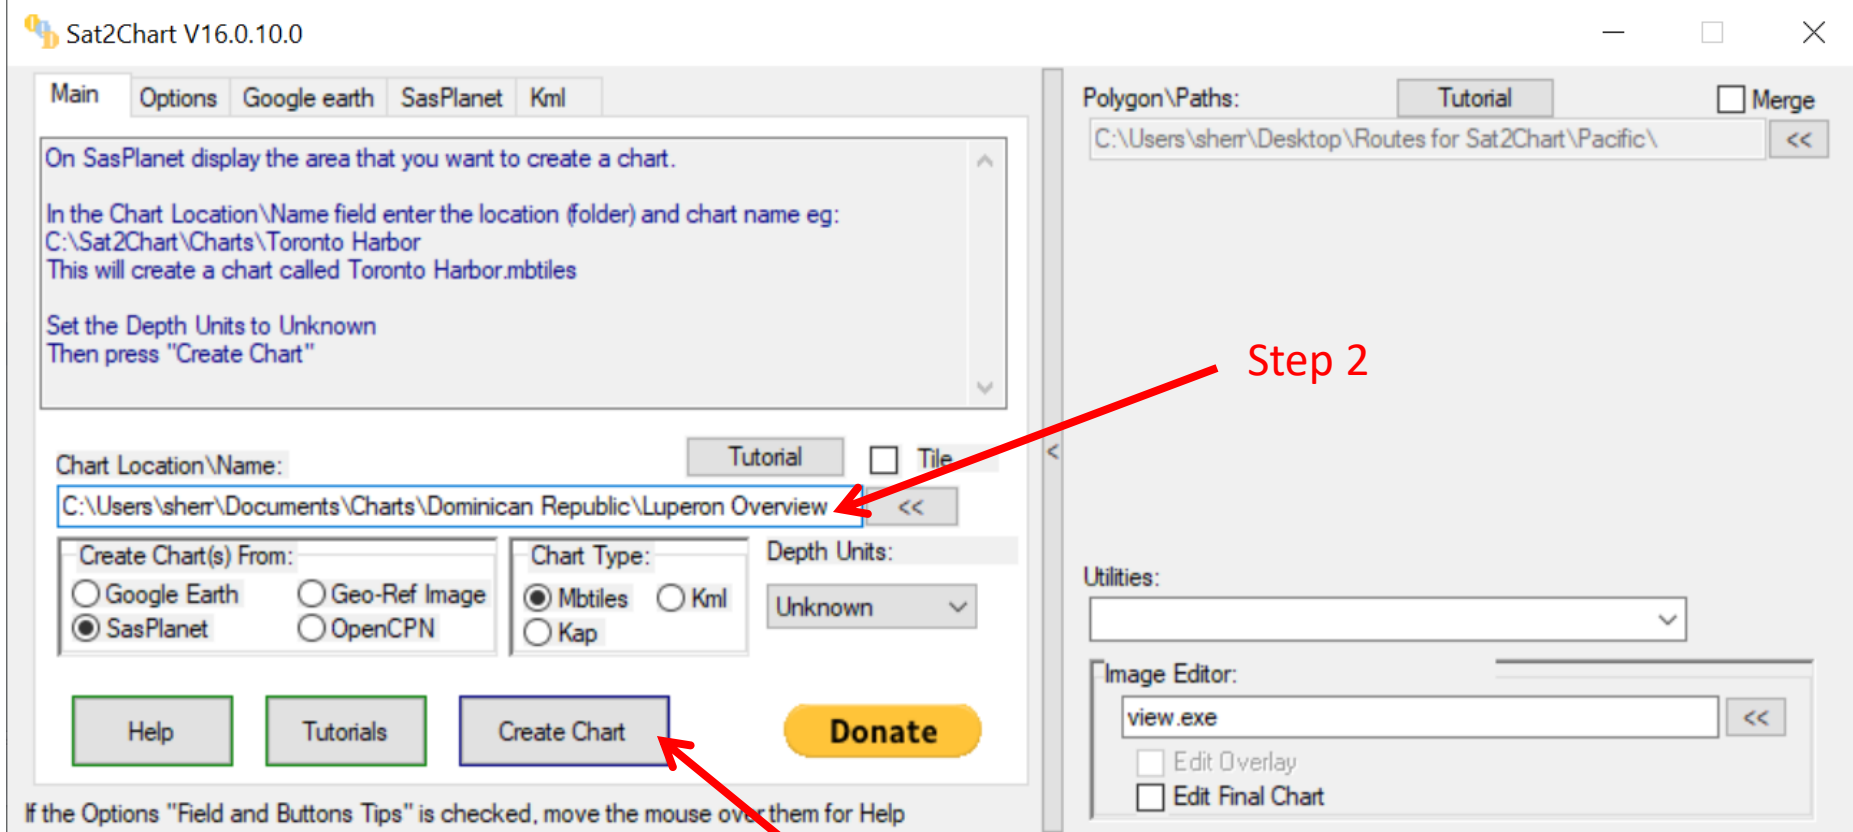 Sat2Chart V16.0.10.0
Main Options Google earth SasPlanet Kml
On SasPlanet display the area that you want to create a chart.
In the Chart Location\Name field enter the location (folder) and chart name eg:
C:\Sat2Chart\Charts\Toronto Harbor
This will create a chart called Toronto Harbor.mbtiles
Set the Depth Units to Unknown
Then press "Create Chart"
Chart Location\Name:
Tutorial
Tile
C:\Users\sherr\Documents\Charts\Dominican Republic\Luperon Overview
<<
Create Chart(s) From:
Google Earth
Geo-Ref Image
SasPlanet
OpenCPN
Chart Type:
Mbtiles
Kml
Kap
Depth Units:
Unknown
Help
Tutorials
Create Chart
Donate
If the Options "Field and Buttons Tips" is checked, move the mouse over them for Help
<
Polygon\Paths:
Tutorial
Merge
C:\Users\sherr\Desktop\Routes for Sat2Chart\Pacific\
<<
Step 2
Utilities:
Image Editor:
view.exe
<<
Edit Overlay
Edit Final Chart